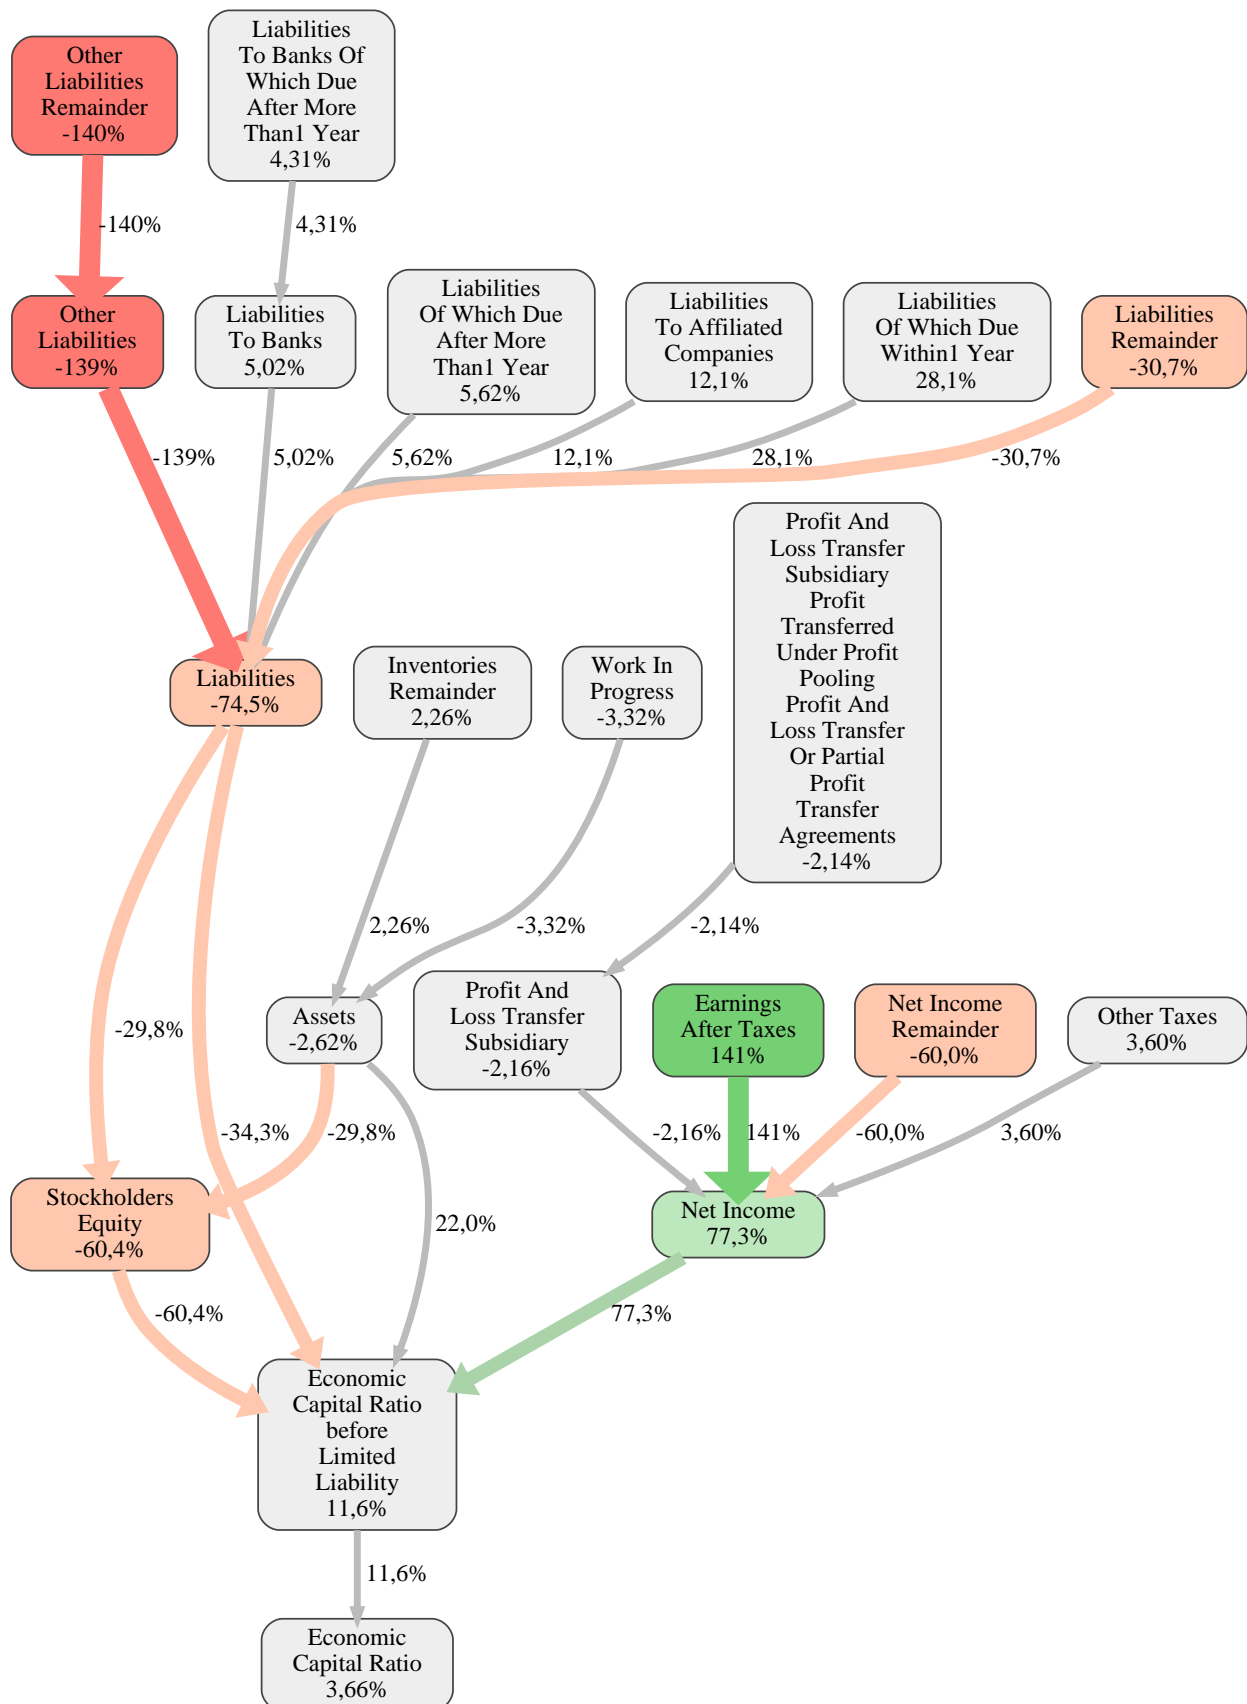 Other
Liabilities
Remainder
-140%
Liabilities
To Banks Of
Which Due
After More
Than1 Year
4,31%
-140%
4,31%
Other
Liabilities
-139%
Liabilities
To Banks
5,02%
Liabilities
Of Which Due
After More
Than1 Year
5,62%
Liabilities
To Affiliated
Companies
12,1%
Liabilities
Of Which Due
Within1 Year
28,1%
Liabilities
Remainder
-30,7%
-139%
5,02%
5,62%
12,1%
28,1%
-30,7%
Liabilities
-74,5%
Inventories
Remainder
2,26%
Work In
Progress
-3,32%
Profit And
Loss Transfer
Subsidiary
Profit
Transferred
Under Profit
Pooling
Profit And
Loss Transfer
Or Partial
Profit
Transfer
Agreements
-2,14%
2,26%
-3,32%
-2,14%
-29,8%
Assets
-2,62%
Profit And
Loss Transfer
Subsidiary
-2,16%
Earnings
After Taxes
141%
Net Income
Remainder
-60,0%
Other Taxes
3,60%
-34,3%
-29,8%
-2,16%
141%
-60,0%
3,60%
Stockholders
Equity
-60,4%
22,0%
Net Income
77,3%
-60,4%
77,3%
Economic
Capital Ratio
before
Limited
Liability
11,6%
11,6%
Economic
Capital Ratio
3,66%